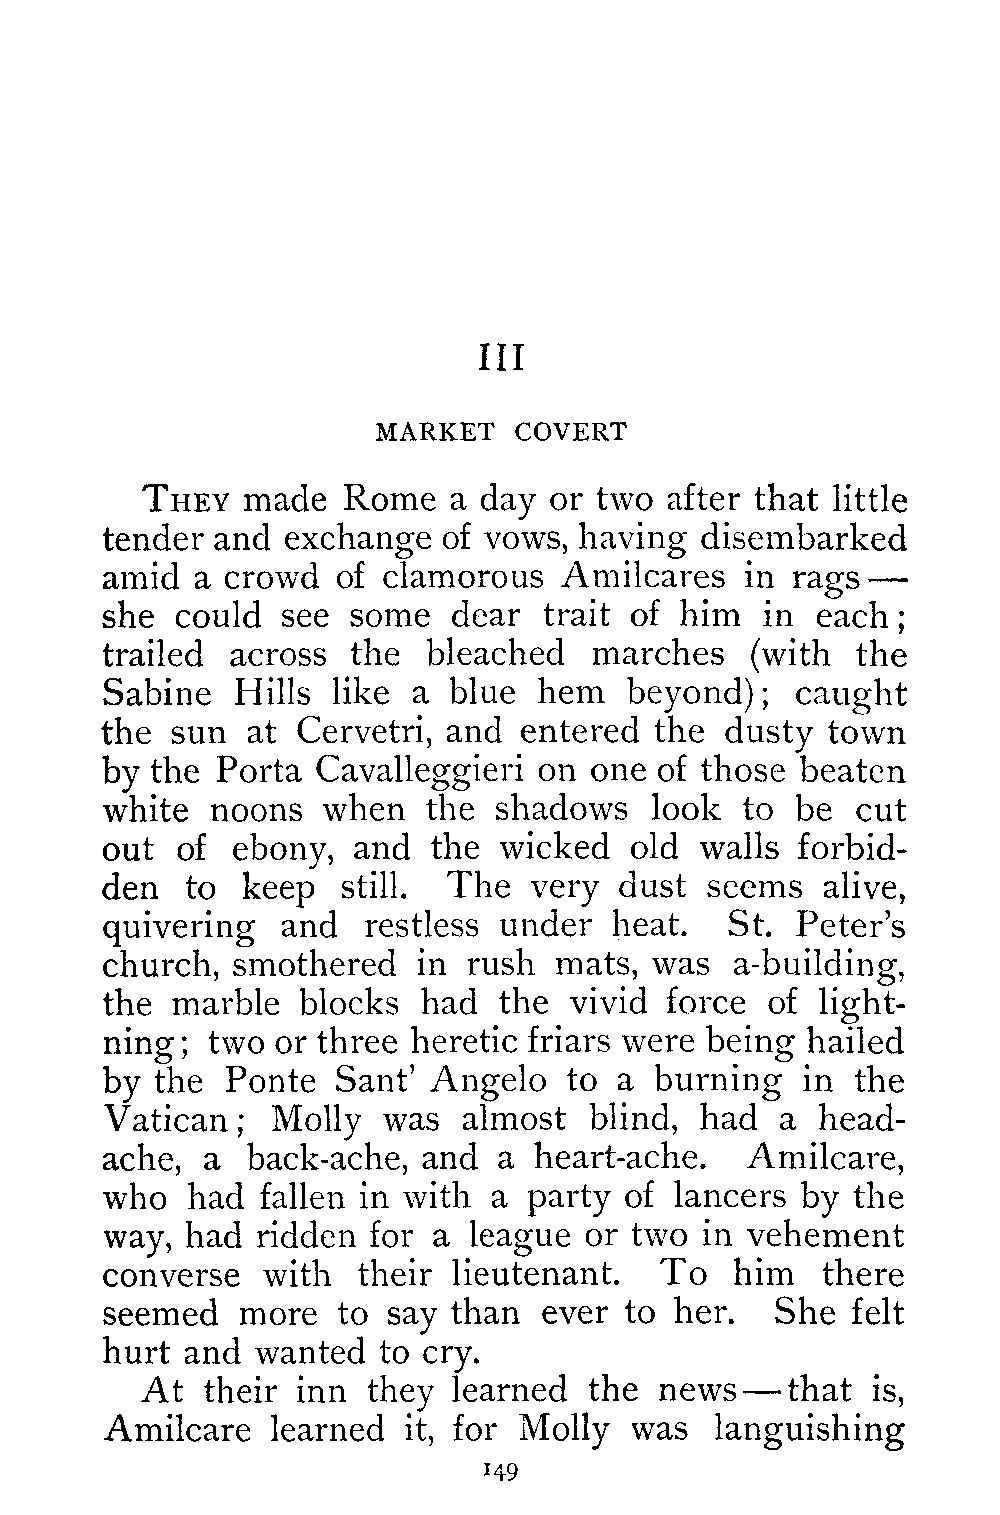 III
MARKET COVERT
THEY made Rome a day or two after that little
tender and exchange of vows, having disembarked
amid a crowd of clamorous Amilcares in rags—
she could see some dear trait of him in each;
trailed across the bleached marches (with the
Sabine Hills like a blue hem beyond); caught
the sun at Cervetri, and entered the dusty town
by the Porta Cavalleggieri on one of those beaten
white noons when the shadows look to be cut
out of ebony, and the wicked old walls forbid-
den to keep still. The very dust seems alive,
quivering and restless under heat. St. Peter's
church, smothered in rush mats, was a-building,
the marble blocks had the vivid force of light-
ning; two or three heretic friars were being hailed
by the Ponte Sant' Angelo to a burning in the
Vatican; Molly was almost blind, had a head-
ache, a back-ache, and a heart-ache. Amilcare,
who had fallen in with a party of lancers by the
way, had ridden for a league or two in vehement
converse with their lieutenant. To him there
seemed more to say than ever to her. She felt
hurt and wanted to cry.
At their inn they learned the news—that is,
Amilcare learned it, for Molly was languishing
149